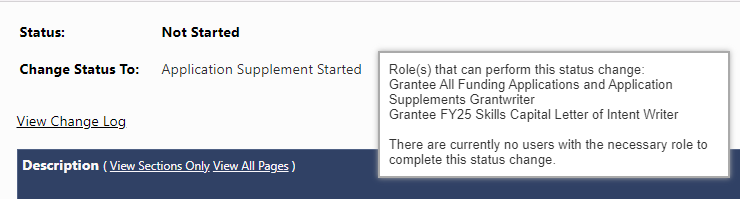 Status: Not Started
Change Status To: Application Supplement Started
Role(s) that can perform this status change:
Grantee All Funding Applications and Application
Supplements Grantwriter
Grantee FY25 Skills Capital Letter of Intent Writer
There are currently no users with the necessary role to
complete this status change.
View Change Log
Description ( View Sections Only View All Pages )